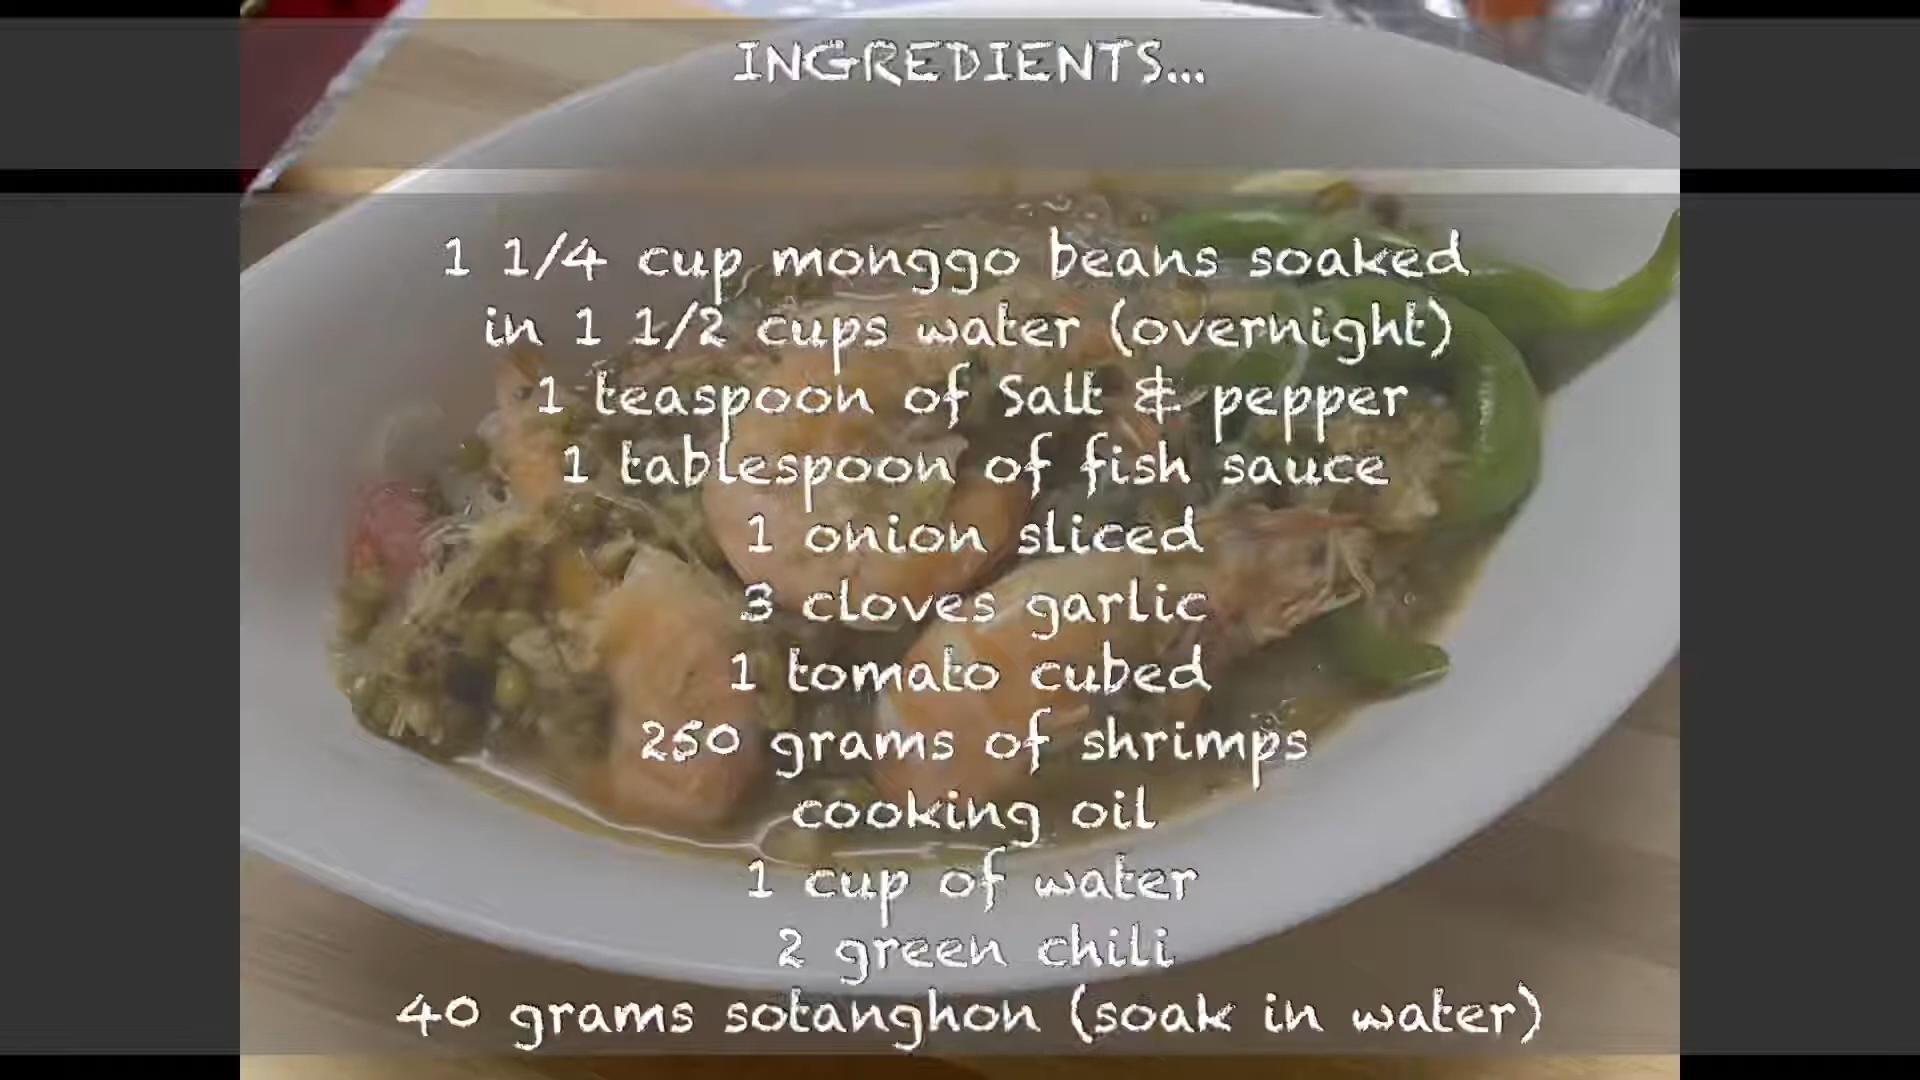 INGREDIENTS...
1 1/4 cup monggo beans soaked
in 1 1/2 cups water (overnight)
1 teaspoon of Salt & pepper
1 tablespoon of fish sauce
1 onion sliced
3 cloves garlic
1 tomato cubed
250 grams of shrimps
cooking oil
1 cup of water
2 green chili
40 grams sotanghon (soak in water)